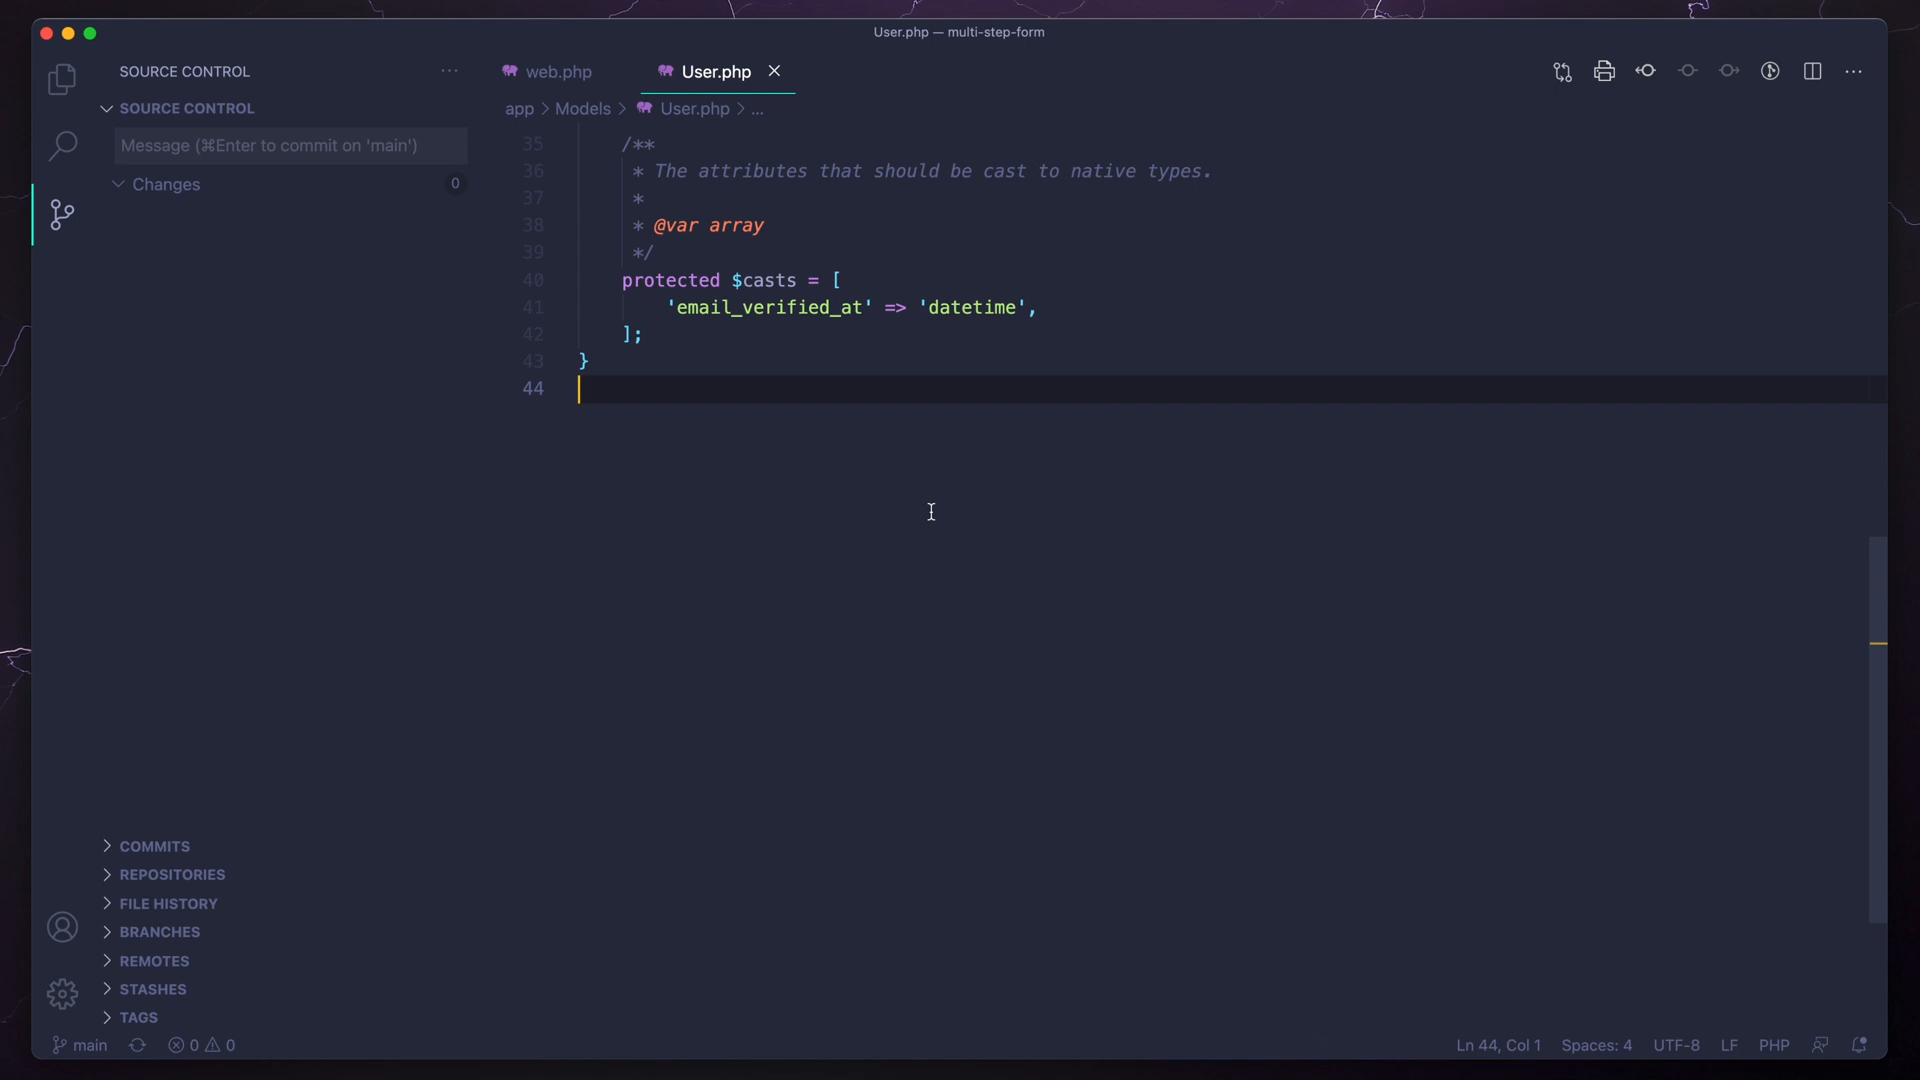 User.php — multi-step-form
SOURCE CONTROL
SOURCE CONTROL
Message (⌘Enter to commit on 'main')
Changes
0
COMMITS
REPOSITORIES
FILE HISTORY
BRANCHES
REMOTES
STASHES
TAGS
web.php
User.php
app > Models > User.php > ...
35 /**
36 * The attributes that should be cast to native types.
37 *
38 * @var array
39 */
40 protected $casts = [
41 'email_verified_at' => 'datetime',
42 ];
43 }
44
main 0 0
Ln 44, Col 1 Spaces: 4 UTF-8 LF PHP